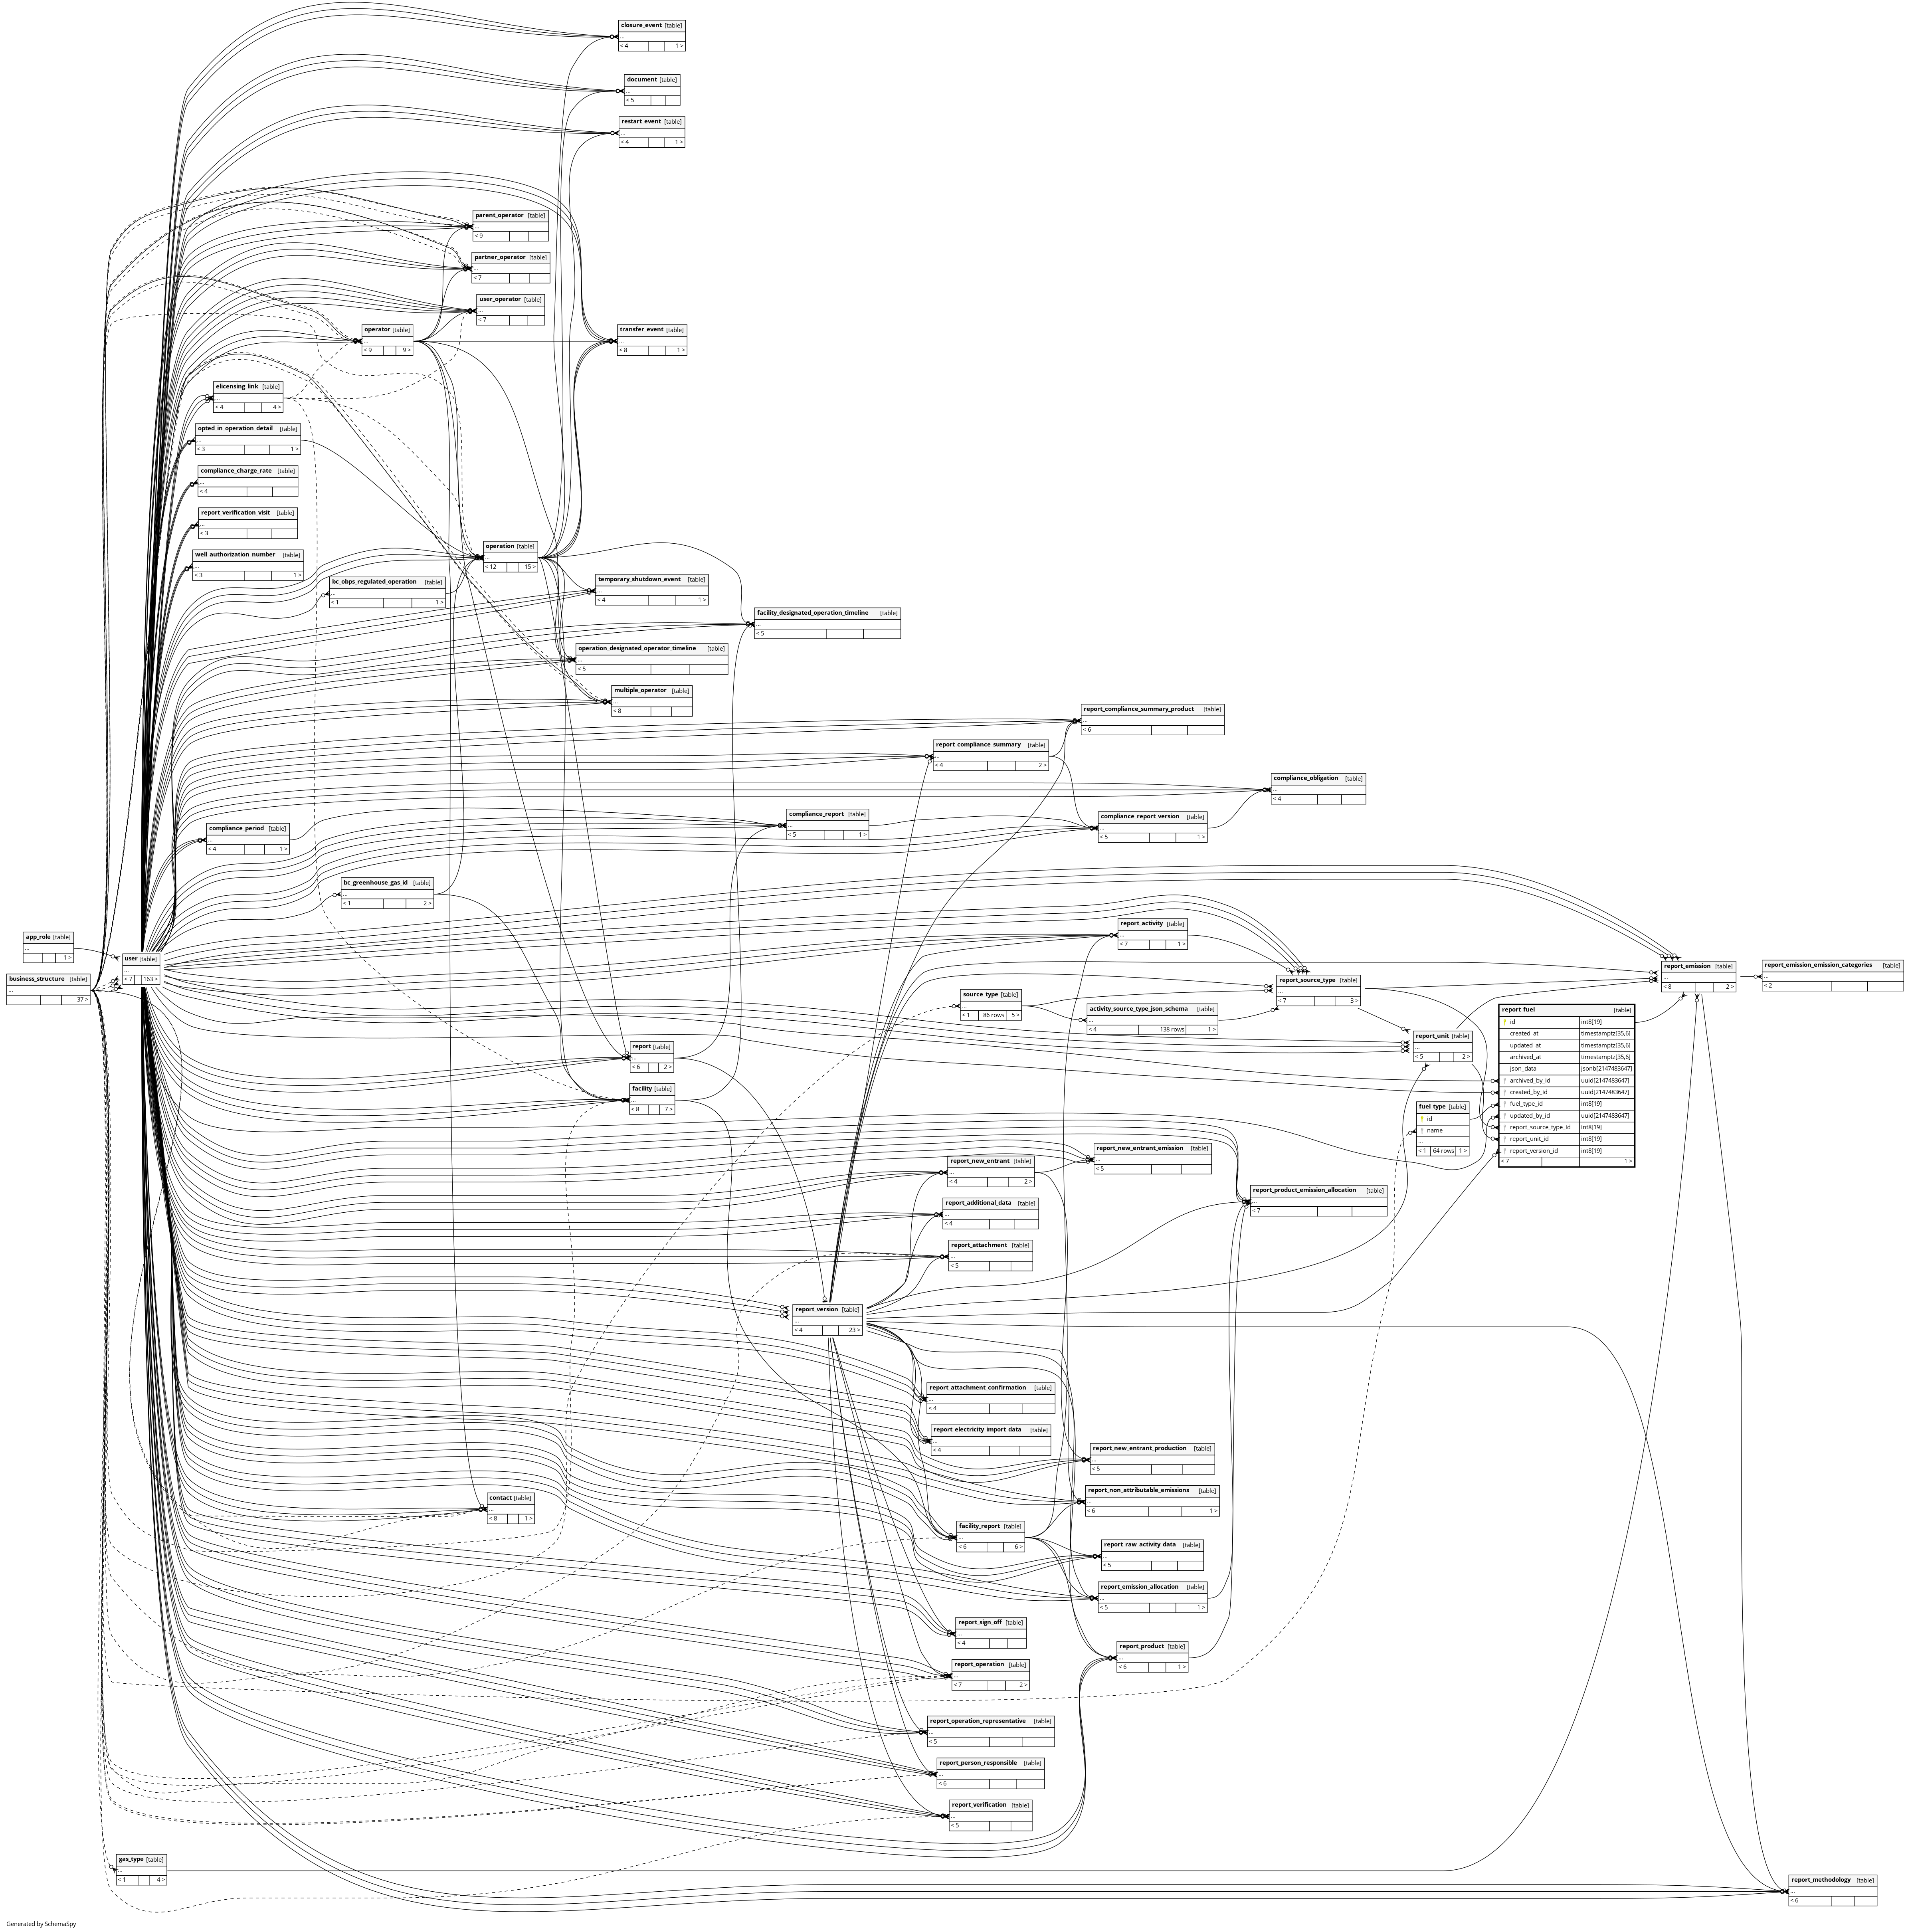 closure_event [table]
...
< 4 1 >
document [table]
...
< 5
restart_event [table]
...
< 4 1 >
parent_operator [table]
...
< 9
partner_operator [table]
...
< 7
user_operator [table]
...
< 7
operator [table]
...
< 9 9 >
transfer_event [table]
...
< 8 1 >
elicensing_link [table]
...
< 4 4 >
opted_in_operation_detail [table]
...
< 3 1 >
compliance_charge_rate [table]
...
< 4
report_verification_visit [table]
...
< 3
well_authorization_number [table]
...
< 3 1 >
operation [table]
...
< 12 15 >
bc_obps_regulated_operation [table]
...
< 1 1 >
temporary_shutdown_event [table]
...
< 4 1 >
facility_designated_operation_timeline [table]
...
< 5
operation_designated_operator_timeline [table]
...
< 5
multiple_operator [table]
...
< 8
report_compliance_summary_product [table]
...
< 6
report_compliance_summary [table]
...
< 4 2 >
compliance_obligation [table]
...
< 4
compliance_report [table]
...
< 5 1 >
compliance_report_version [table]
...
< 5 1 >
compliance_period [table]
...
< 4 1 >
bc_greenhouse_gas_id [table]
...
< 1 2 >
app_role [table]
...
1 >
user [table]
...
< 7 163 >
business_structure [table]
...
37 >
report_activity [table]
...
< 7 1 >
report_source_type [table]
...
< 7 3 >
report_emission [table]
...
< 8 2 >
report_emission_emission_categories [table]
...
< 2
source_type [table]
...
< 1 86 rows 5 >
activity_source_type_json_schema [table]
...
< 4 138 rows 1 >
report_unit [table]
...
< 5 2 >
report_fuel [table]
id int8[19]
created_at timestamptz[35,6]
updated_at timestamptz[35,6]
archived_at timestamptz[35,6]
json_data jsonb[2147483647]
archived_by_id uuid[2147483647]
created_by_id uuid[2147483647]
fuel_type_id int8[19]
updated_by_id uuid[2147483647]
report_source_type_id int8[19]
report_unit_id int8[19]
report_version_id int8[19]
< 7 1 >
fuel_type [table]
id
name
...
< 1 64 rows 1 >
report [table]
...
< 6 2 >
facility [table]
...
< 8 7 >
report_new_entrant_emission [table]
...
< 5
report_new_entrant [table]
...
< 4 2 >
report_product_emission_allocation [table]
...
< 7
report_additional_data [table]
...
< 4
report_attachment [table]
...
< 5
report_version [table]
...
< 4 23 >
report_attachment_confirmation [table]
...
< 4
report_electricity_import_data [table]
...
< 4
report_new_entrant_production [table]
...
< 5
report_non_attributable_emissions [table]
...
< 6 1 >
contact [table]
...
< 8 1 >
facility_report [table]
...
< 6 6 >
report_raw_activity_data [table]
...
< 5
report_emission_allocation [table]
...
< 5 1 >
report_sign_off [table]
...
< 4
report_product [table]
...
< 6 1 >
report_operation [table]
...
< 7 2 >
report_operation_representative [table]
...
< 5
report_person_responsible [table]
...
< 6
report_verification [table]
...
< 5
gas_type [table]
...
< 1 4 >
report_methodology [table]
...
< 6
Generated by SchemaSpy